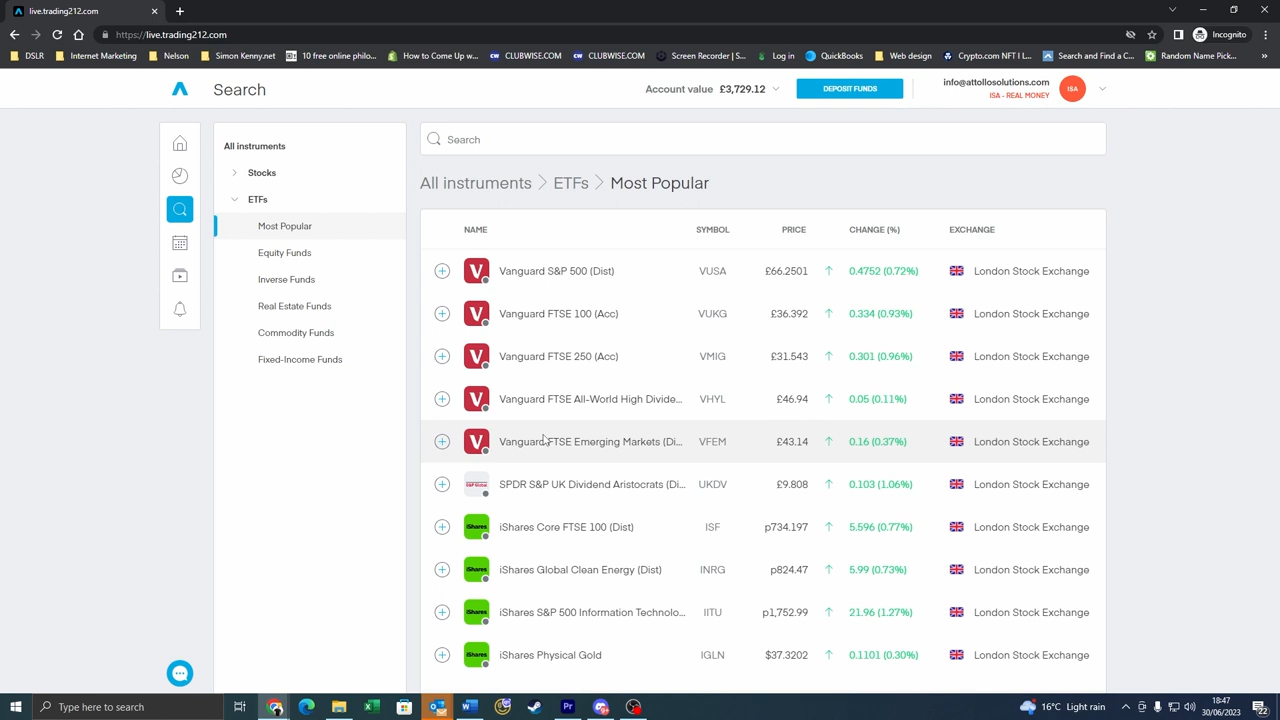 live.trading212.com
https://live.trading212.com
Incognito
DSLR
Internet Marketing
Nelson
Simon Kenny.net
10 free online philo...
How to Come Up w...
CW CLUBWISE.COM
CW CLUBWISE.COM
Screen Recorder |...
Log in
QuickBooks
Web design
Crypto.com NFT I L...
Search and Find a C...
Random Name Pick...
Search
Account value £3,729.12
DEPOSIT FUNDS
info@attollosolutions.com
ISA - REAL MONEY
ISA
All instruments
Stocks
ETFs
Most Popular
Equity Funds
Inverse Funds
Real Estate Funds
Commodity Funds
Fixed-Income Funds
Search
All instruments > ETFs > Most Popular
NAME SYMBOL PRICE CHANGE (%) EXCHANGE
V Vanguard S&P 500 (Dist) VUSA £66.2501 0.4752 (0.72%) London Stock Exchange
V Vanguard FTSE 100 (Acc) VUKG £36.392 0.334 (0.93%) London Stock Exchange
V Vanguard FTSE 250 (Acc) VMIG £31.543 0.301 (0.96%) London Stock Exchange
V Vanguard FTSE All-World High Divide... VHYL £46.94 0.05 (0.11%) London Stock Exchange
V Vanguard FTSE Emerging Markets (Di... VFEM £43.14 0.16 (0.37%) London Stock Exchange
SPDR S&P UK Dividend Aristocrats (Di... UKDV £9.808 0.103 (1.06%) London Stock Exchange
iShares iShares Core FTSE 100 (Dist) ISF p734.197 5.596 (0.77%) London Stock Exchange
iShares iShares Global Clean Energy (Dist) INRG p824.47 5.99 (0.73%) London Stock Exchange
iShares iShares S&P 500 Information Technolo... IITU p1,752.99 21.96 (1.27%) London Stock Exchange
iShares iShares Physical Gold IGLN $37.3202 0.1101 (0.30%) London Stock Exchange
Type here to search
16°C Light rain
18:47
30/06/2023